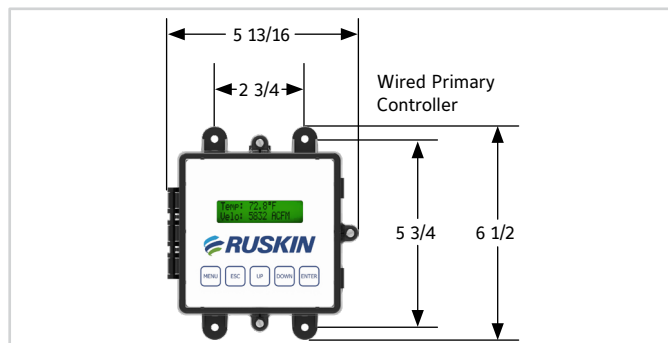 5 13/16
2 3/4
Wired Primary
Controller
Temp: 72.8°F
Velo: 5832 ACFM
5 3/4
6 1/2
RUSKIN
MENU ESC UP DOWN ENTER